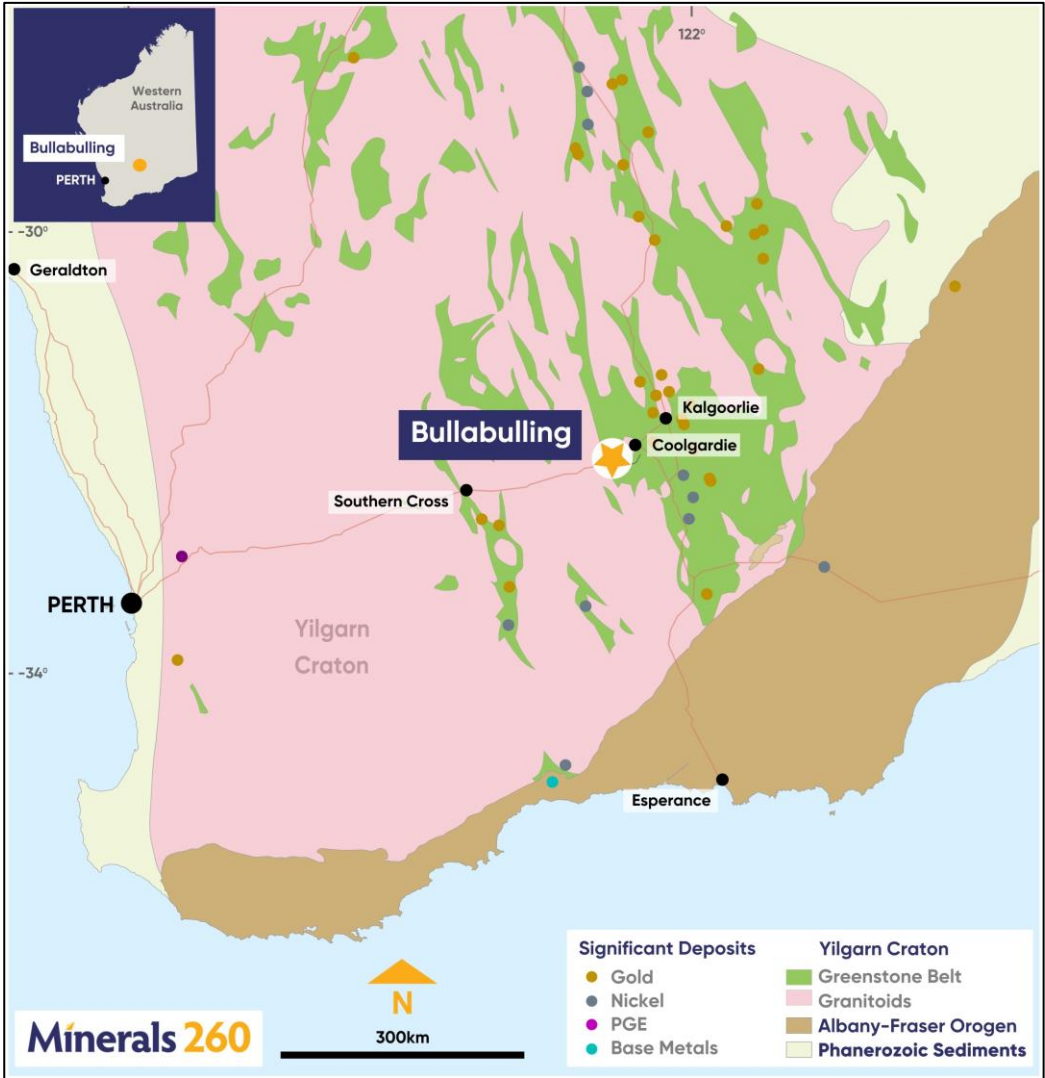 122°
Western
Australia
Bullabulling
PERTH
-30°
Geraldton
Kalgoorlie
Bullabulling
Coolgardie
Southern Cross
PERTH
Yilgarn
Craton
-34°
Esperance
Significant Deposits
Gold
Nickel
PGE
Base Metals
Yilgarn Craton
Greenstone Belt
Granitoids
Albany-Fraser Orogen
Phanerozoic Sediments
N
300km
Minerals 260